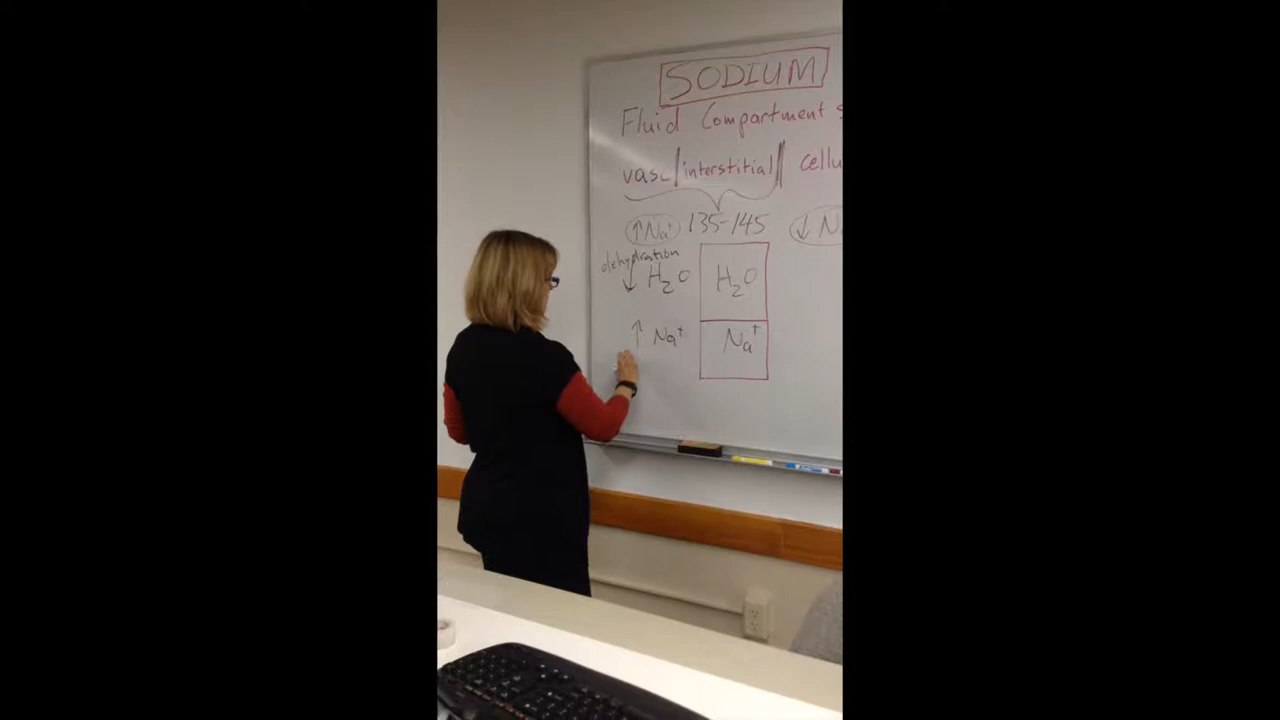 SODIUM
Fluid Compartment s
vasc/interstitial// cellu
↑Na⁺ 135-145 ↓ N
dehydration
↓ H₂O H₂O
↑ Na⁺ Na⁺